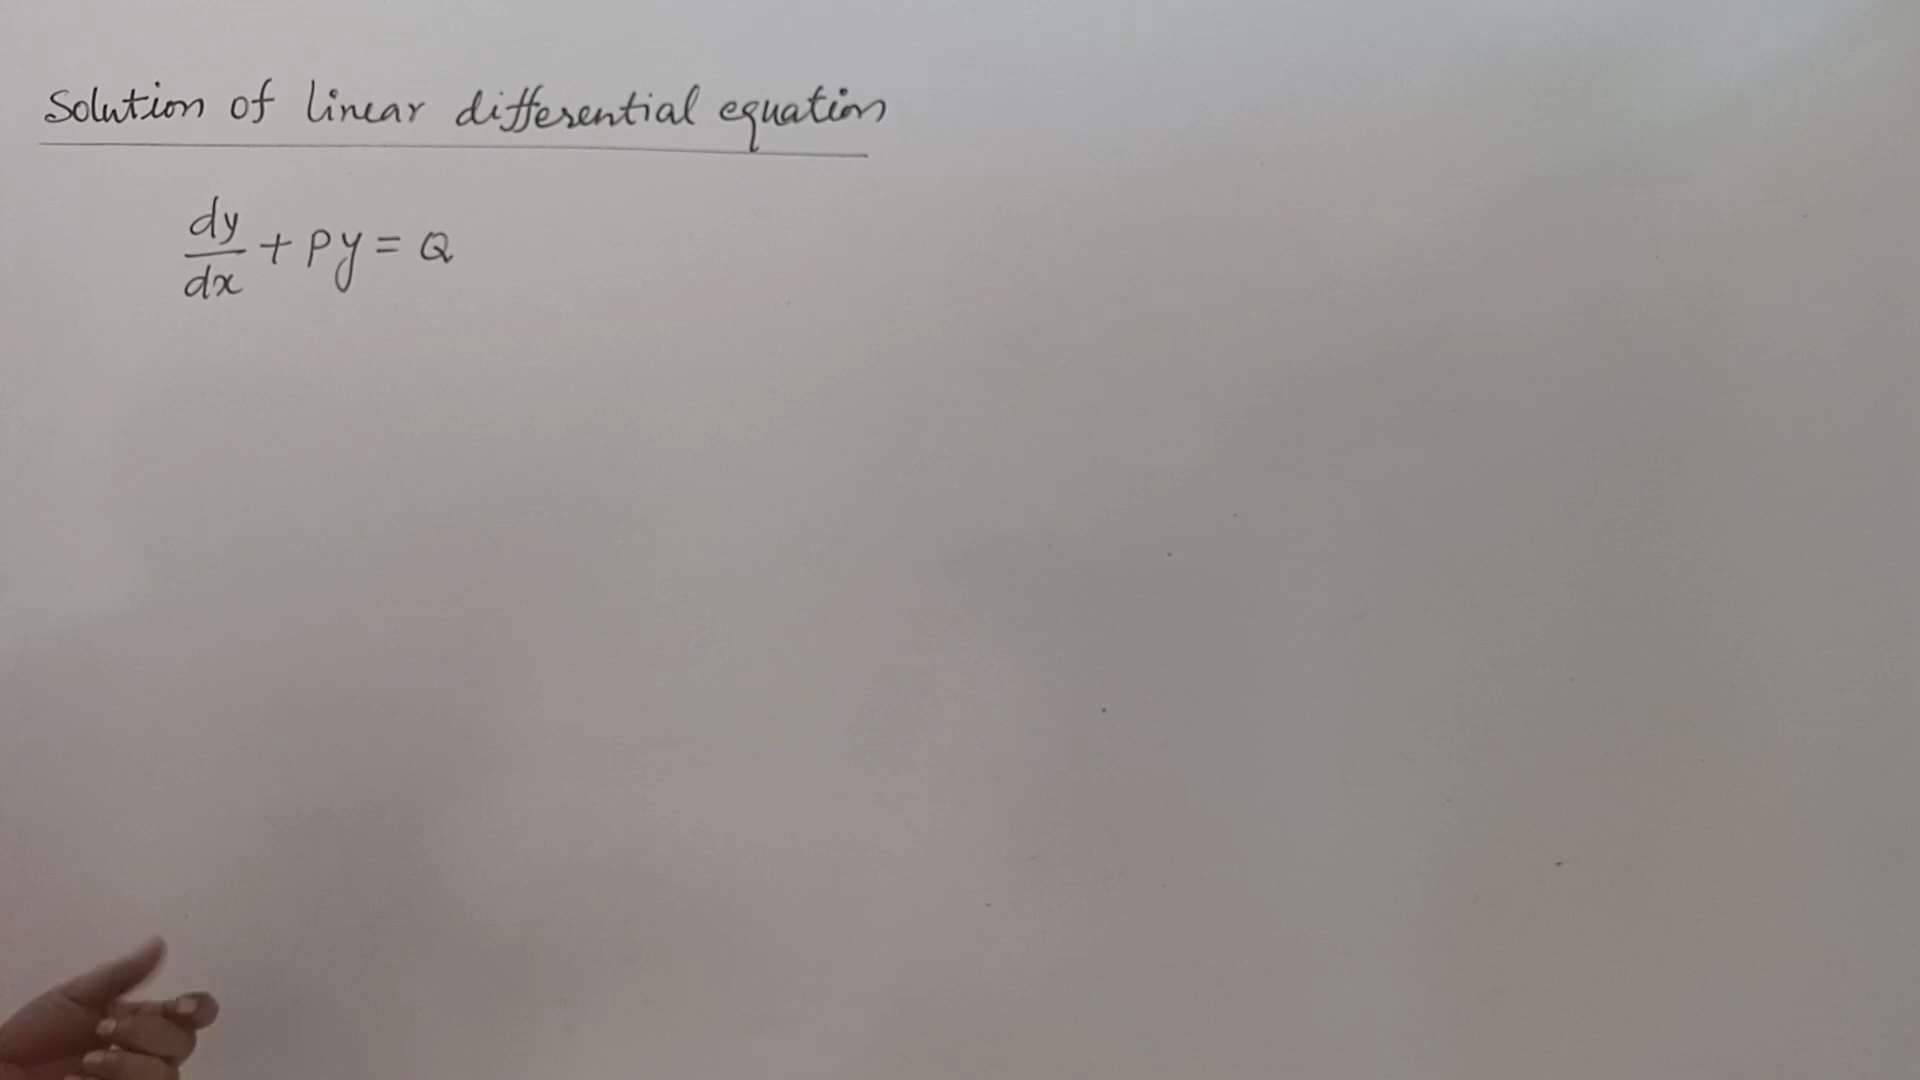 Solution of linear differential equation
dy/dx + Py = Q